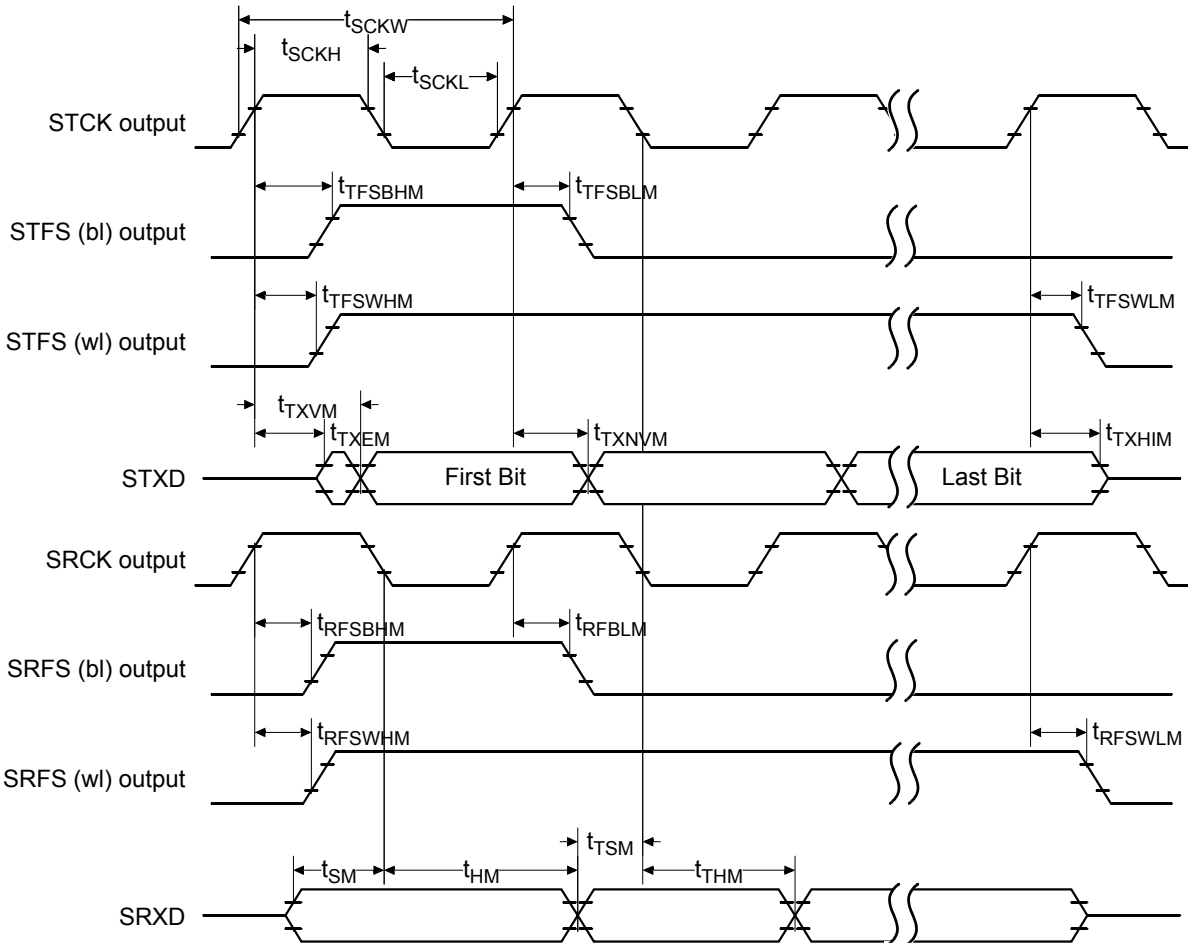 tSCKW
tSCKH
tSCKL
STCK output
tTFSBHM
tTFSBLM
STFS (bl) output
tTFSWHM
tTFSWLM
STFS (wl) output
tTXVM
tTXEM
tTXNVM
tTXHIM
STXD
First Bit
Last Bit
SRCK output
tRFSBHM
tRFBLM
SRFS (bl) output
tRFSWHM
tRFSWLM
SRFS (wl) output
tTSM
tSM
tHM
tTHM
SRXD